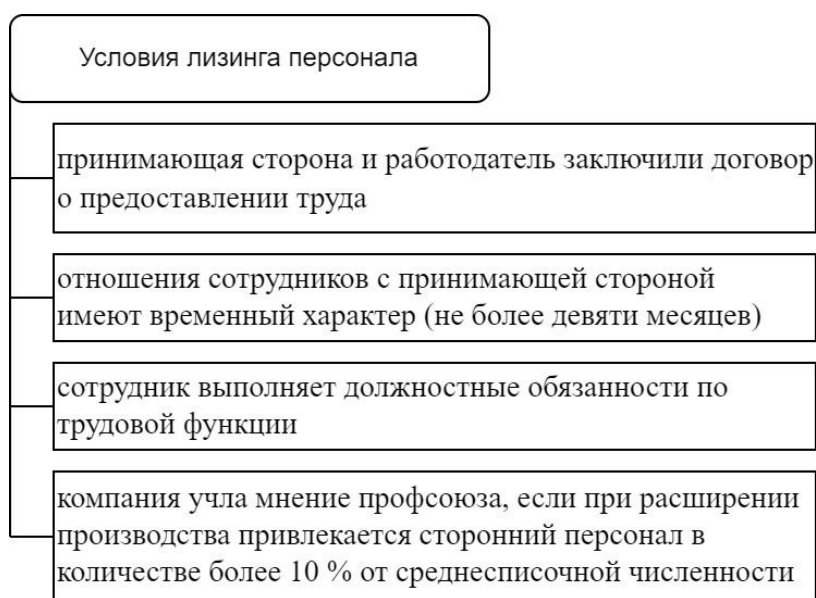 Условия лизинга персонала
принимающая сторона и работодатель заключили договор
о предоставлении труда
отношения сотрудников с принимающей стороной
имеют временный характер (не более девяти месяцев)
сотрудник выполняет должностные обязанности по
трудовой функции
компания учла мнение профсоюза, если при расширении
производства привлекается сторонний персонал в
количестве более 10 % от среднесписочной численности